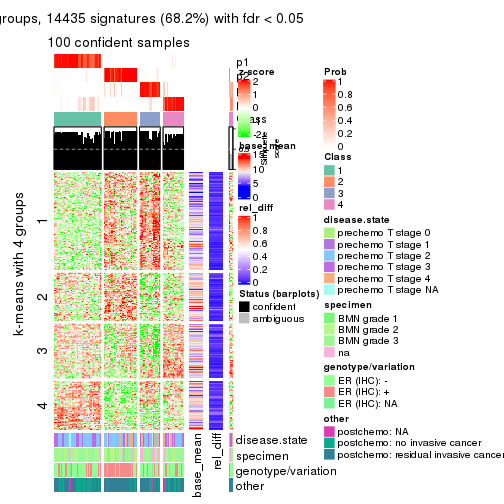 groups, 14435 signatures (68.2%) with fdr < 0.05
100 confident samples
p1
z-score
2
1
0
-1
-2
base_mean
15
10
5
0
rel_diff
1
0.8
0.6
0.4
0.2
0
Status (barplots)
confident
ambiguous
k-means with 4 groups
1
2
3
4
disease.state
specimen
genotype/variation
other
base_mean
rel_diff
Prob
1
0.8
0.6
0.4
0.2
0
Class
1
2
3
4
disease.state
prechemo T stage 0
prechemo T stage 1
prechemo T stage 2
prechemo T stage 3
prechemo T stage 4
prechemo T stage NA
specimen
BMN grade 1
BMN grade 2
BMN grade 3
na
genotype/variation
ER (IHC): -
ER (IHC): +
ER (IHC): NA
other
postchemo: NA
postchemo: no invasive cancer
postchemo: residual invasive cancer